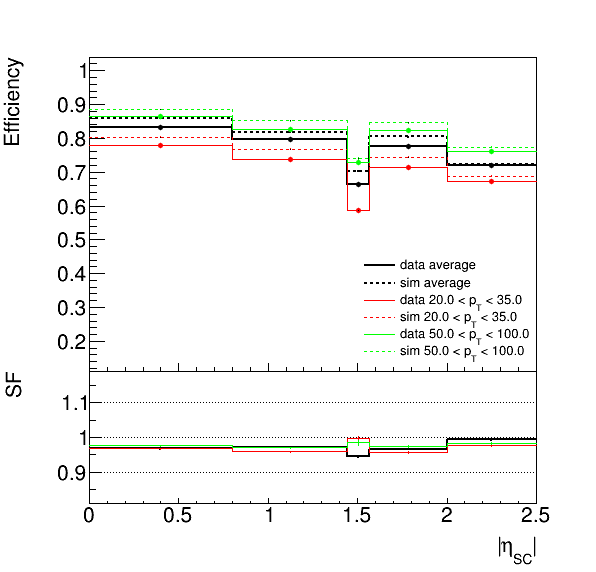 Efficiency
1
0.9
0.8
0.7
0.6
0.5
0.4
0.3
0.2
data average
sim average
data 20.0 < p_T < 35.0
sim 20.0 < p_T < 35.0
data 50.0 < p_T < 100.0
sim 50.0 < p_T < 100.0
SF
1.1
1
0.9
0 0.5 1 1.5 2 2.5
|η_SC|